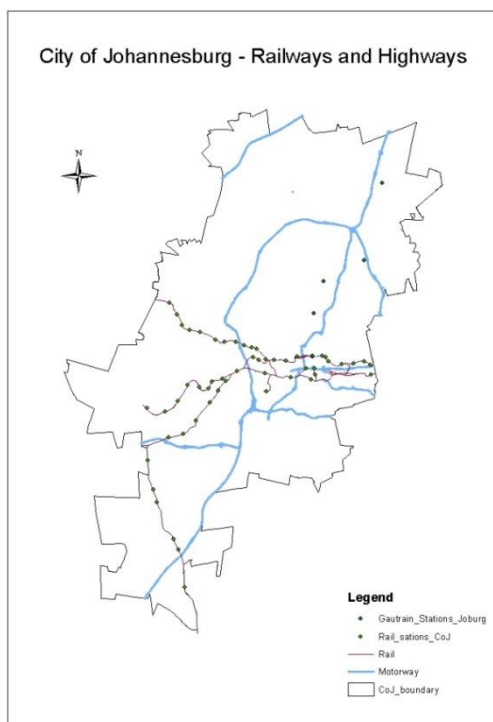 City of Johannesburg - Railways and Highways
N
Legend
Gautrain_Stations_Joburg
Rail_sations_CoJ
Rail
Motorway
CoJ_boundary